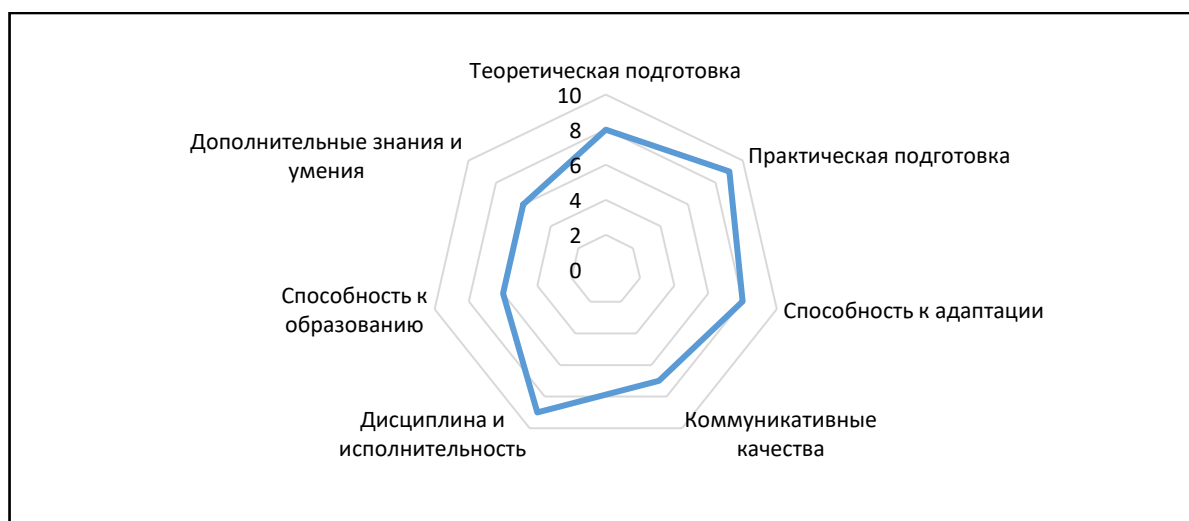 Теоретическая подготовка
10
8
6
4
2
0
Практическая подготовка
Способность к адаптации
Коммуникативные
качества
Дисциплина и
исполнительность
Способность к
образованию
Дополнительные знания и
умения